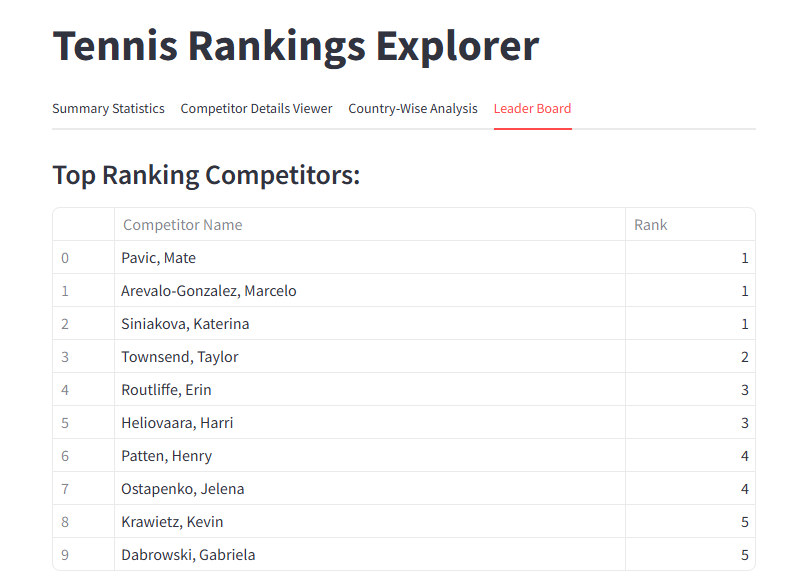 Tennis Rankings Explorer
Summary Statistics Competitor Details Viewer Country-Wise Analysis Leader Board
Top Ranking Competitors:
Competitor Name Rank
0 Pavic, Mate 1
1 Arevalo-Gonzalez, Marcelo 1
2 Siniakova, Katerina 1
3 Townsend, Taylor 2
4 Routliffe, Erin 3
5 Heliovaara, Harri 3
6 Patten, Henry 4
7 Ostapenko, Jelena 4
8 Krawietz, Kevin 5
9 Dabrowski, Gabriela 5